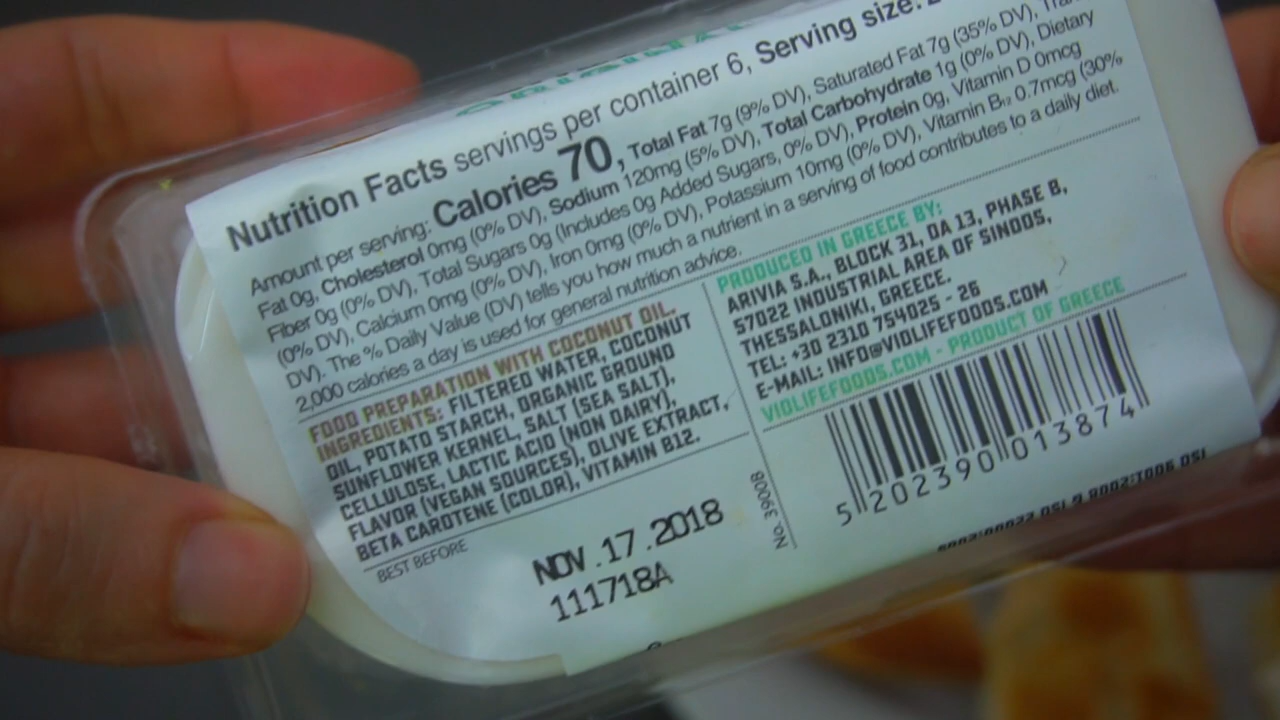 ORIGINAL
Nutrition Facts servings per container 6, Serving size:
Amount per serving: Calories 70, Total Fat 7g (9% DV), Saturated Fat 7g (35% DV),
Fat 0g, Cholesterol 0mg (0% DV), Sodium 120mg (5% DV), Total Carbohydrate 1g (0% DV), Dietary
Fiber 0g (0% DV), Total Sugars 0g (Includes 0g Added Sugars, 0% DV), Protein 0g, Vitamin D 0mcg
(0% DV), Calcium 0mg (0% DV), Iron 0mg (0% DV), Potassium 10mg (0% DV), Vitamin B₁₂ 0.7mcg (30%
DV). The % Daily Value (DV) tells you how much a nutrient in a serving of food contributes to a daily diet.
2,000 calories a day is used for general nutrition advice.
FOOD PREPARATION WITH COCONUT OIL.
INGREDIENTS: FILTERED WATER, COCONUT
OIL, POTATO STARCH, ORGANIC GROUND
SUNFLOWER KERNEL, SALT (SEA SALT),
CELLULOSE, LACTIC ACID (NON DAIRY),
FLAVOR (VEGAN SOURCES), OLIVE EXTRACT,
BETA CAROTENE (COLOR), VITAMIN B12.
BEST BEFORE
NOV.17.2018
111718A
No. 3900B
PRODUCED IN GREECE BY:
ARIVIA S.A., BLOCK 31, DA 13, PHASE B,
57022 INDUSTRIAL AREA OF SINDOS,
THESSALONIKI, GREECE.
TEL: +30 2310 754025 - 26
E-MAIL: INFO@VIOLIFEFOODS.COM
VIOLIFEFOODS.COM - PRODUCT OF GREECE
5 202390 013874